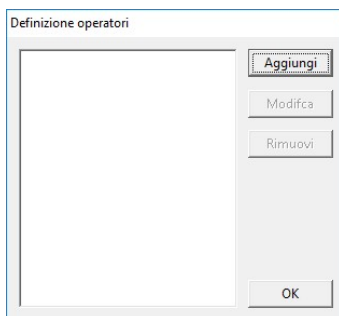 Definizione operatori
Aggiungi
Modifca
Rimuovi
OK